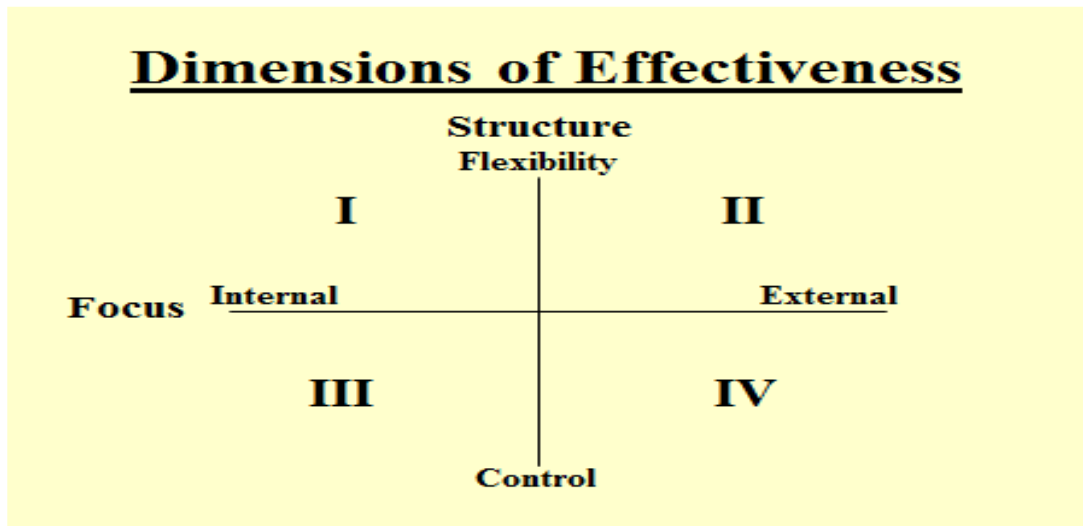 Dimensions of Effectiveness
Structure
Flexibility
I II
Focus Internal External
III IV
Control